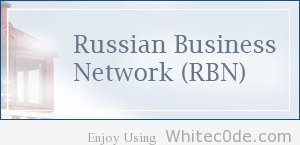 Russian Business
Network (RBN)
Enjoy Using Whitec0de.com